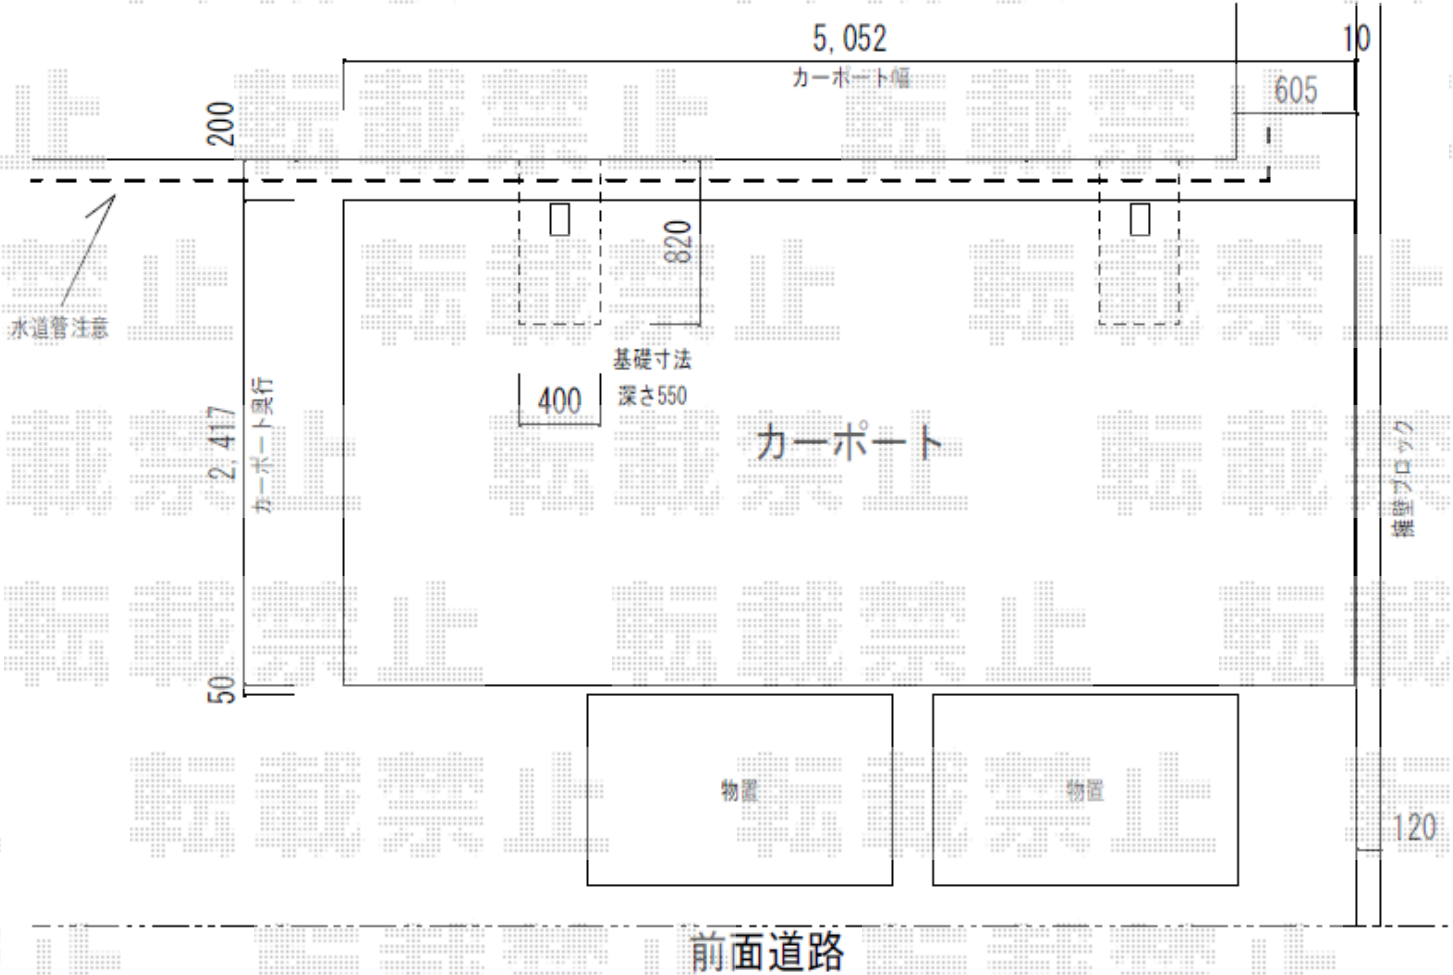 5,052
10
カーポート幅
605
200
820
水道管注意
基礎寸法
深さ550
400
2,417
カーポート奥行
カーポート
擁壁ブロック
50
物置
物置
120
前面道路
転載禁止